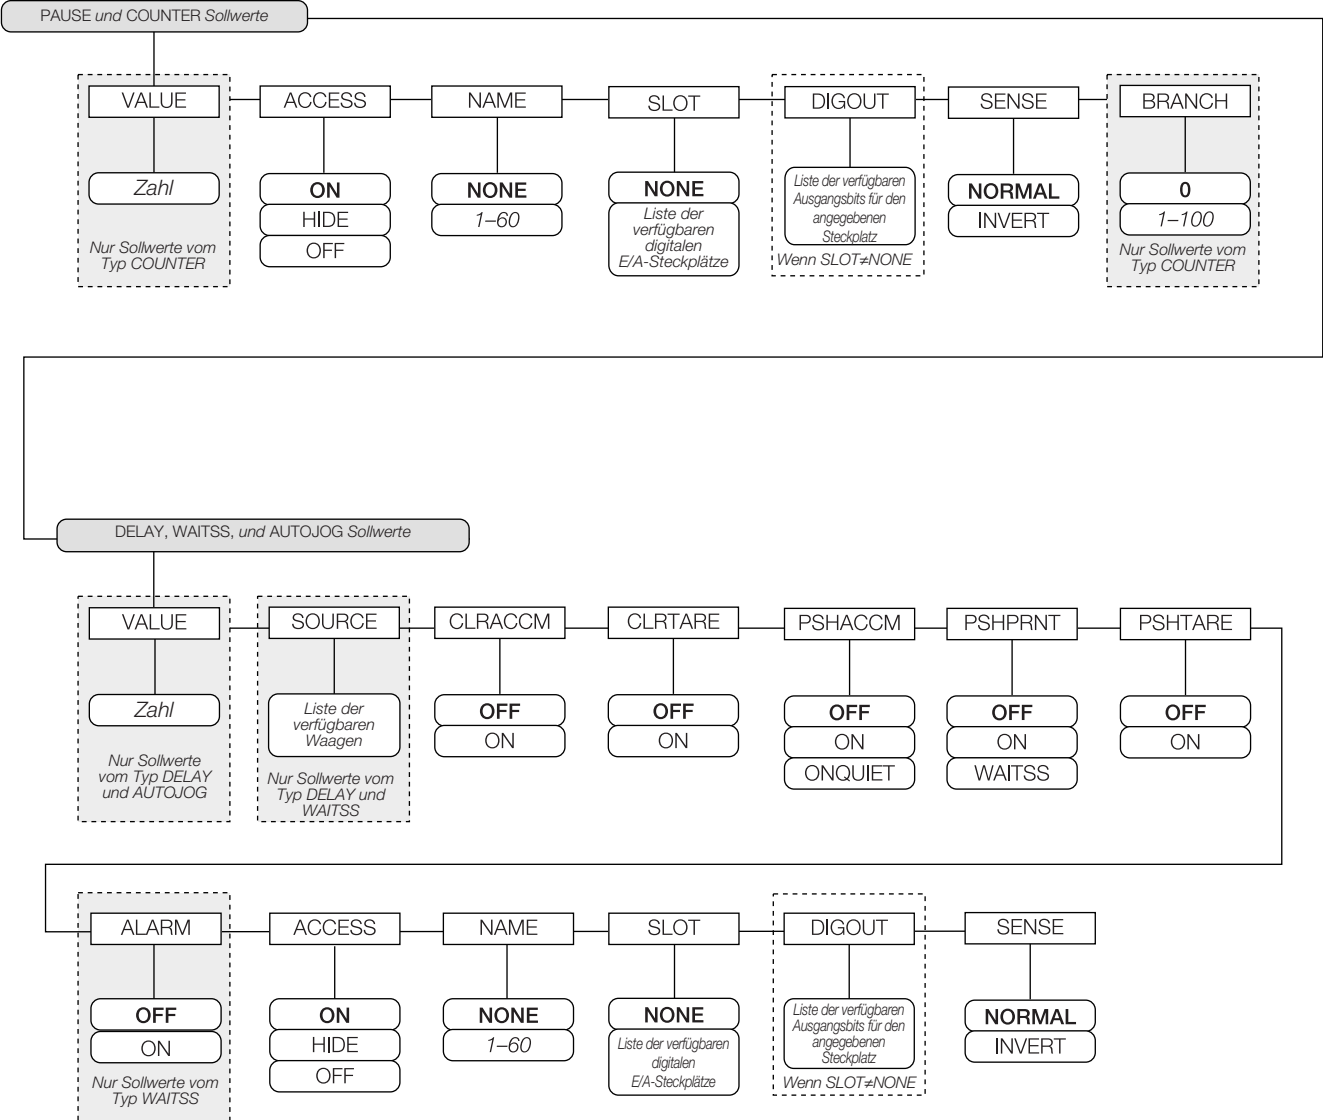 PAUSE und COUNTER Sollwerte
VALUE
ACCESS
NAME
SLOT
DIGOUT
SENSE
BRANCH
Zahl
Nur Sollwerte vom
Typ COUNTER
ON
HIDE
OFF
NONE
1–60
NONE
Liste der
verfügbaren
digitalen
E/A-Steckplätze
Liste der verfügbaren
Ausgangsbits für den
angegebenen
Steckplatz
Wenn SLOT≠NONE
NORMAL
INVERT
0
1–100
Nur Sollwerte vom
Typ COUNTER
DELAY, WAITSS, und AUTOJOG Sollwerte
VALUE
SOURCE
CLRACCM
CLRTARE
PSHACCM
PSHPRNT
PSHTARE
Zahl
Nur Sollwerte
vom Typ DELAY
und AUTOJOG
Liste der
verfügbaren
Waagen
Nur Sollwerte vom
Typ DELAY und
WAITSS
OFF
ON
OFF
ON
OFF
ON
ONQUIET
OFF
ON
WAITSS
OFF
ON
ALARM
ACCESS
NAME
SLOT
DIGOUT
SENSE
OFF
ON
Nur Sollwerte vom
Typ WAITSS
ON
HIDE
OFF
NONE
1–60
NONE
Liste der verfügbaren
digitalen
E/A-Steckplätze
Liste der verfügbaren
Ausgangsbits für den
angegebenen
Steckplatz
Wenn SLOT≠NONE
NORMAL
INVERT